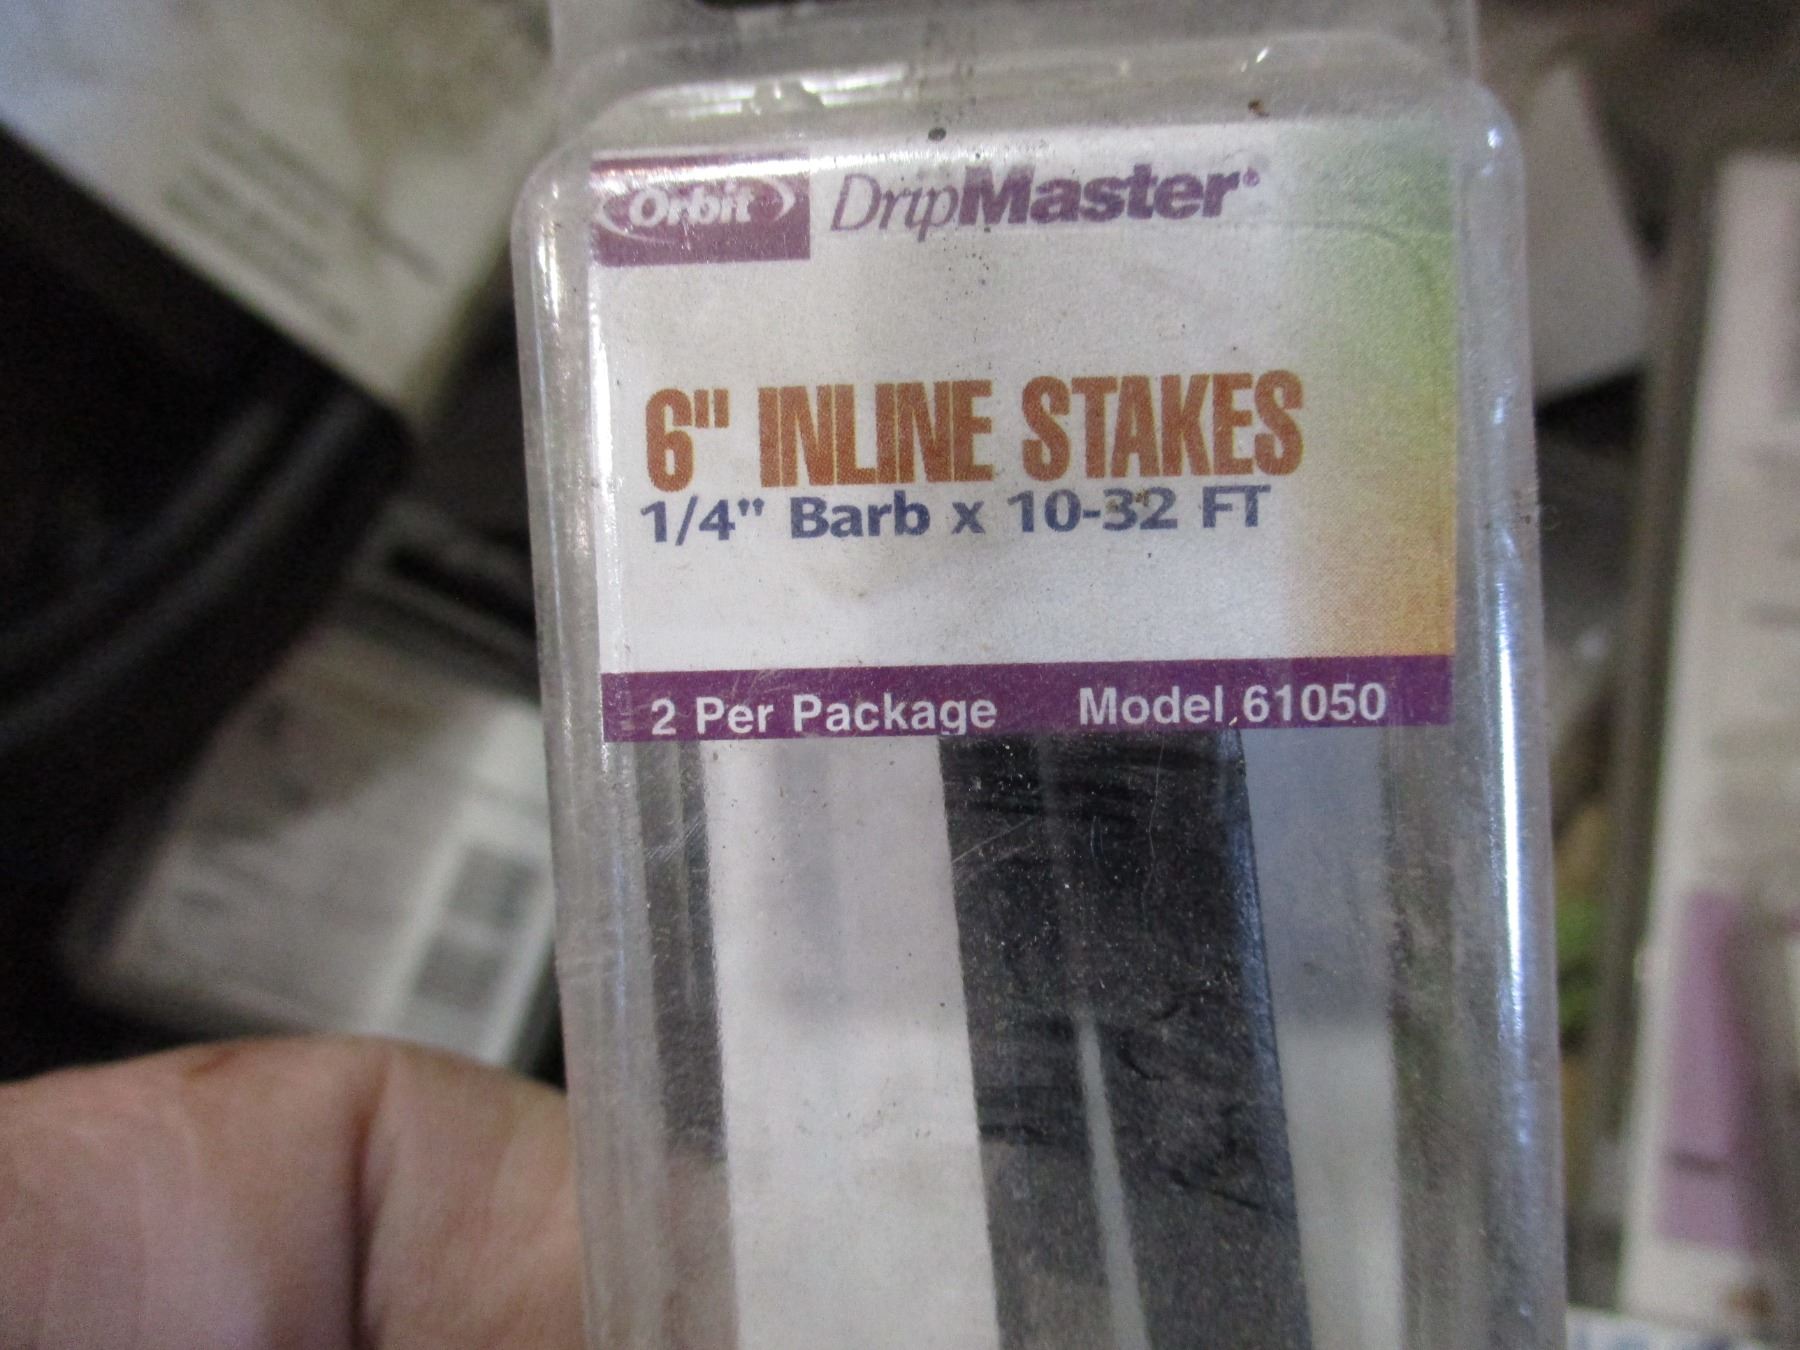 Orbit DripMaster®
6" INLINE STAKES
1/4" Barb x 10-32 FT
2 Per Package Model 61050